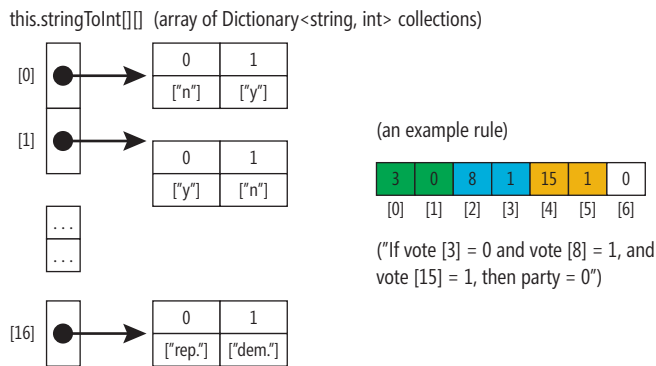 this.stringToInt[][] (array of Dictionary<string, int> collections)
[0]
0 1
["n"] ["y"]
[1]
0 1
["y"] ["n"]
...
...
[16]
0 1
["rep."] ["dem."]
(an example rule)
3 0 8 1 15 1 0
[0] [1] [2] [3] [4] [5] [6]
("If vote [3] = 0 and vote [8] = 1, and
vote [15] = 1, then party = 0")